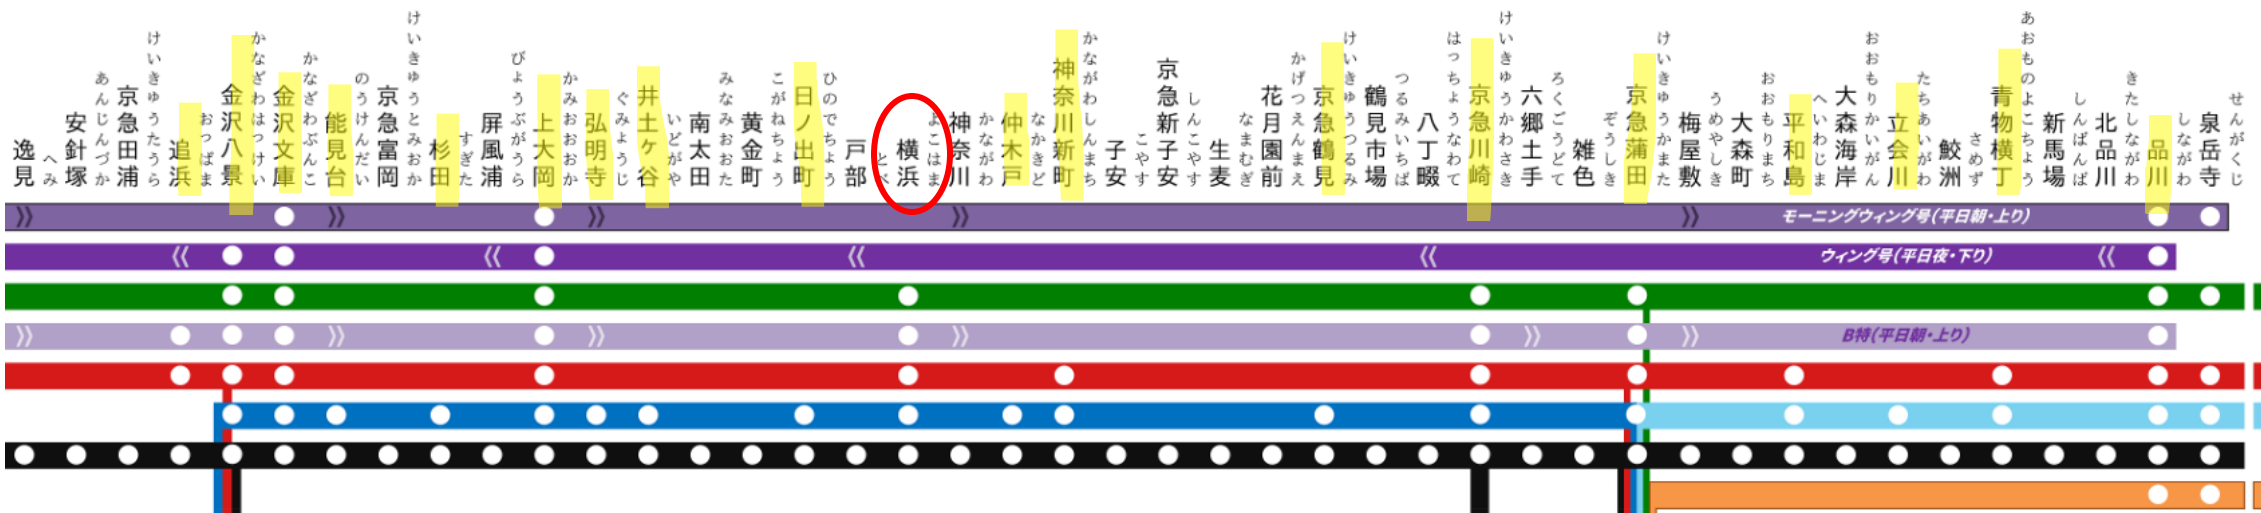 逸見
へみ
安針塚
あんじんづか
京急田浦
けいきゅうたうら
追浜
おっぱま
金沢八景
かなざわはっけい
金沢文庫
かなざわぶんこ
能見台
のうけんだい
京急富岡
けいきゅうとみおか
杉田
すぎた
屏風浦
びょうぶがうら
上大岡
かみおおおか
弘明寺
ぐみょうじ
井土ヶ谷
いどがや
南太田
みなみおおた
黄金町
こがねちょう
日ノ出町
ひのでちょう
戸部
とべ
横浜
よこはま
神奈川
かながわ
仲木戸
なかきど
神奈川新町
かながわしんまち
子安
こやす
京急新子安
しんこやす
生麦
なまむぎ
花月園前
かげつえんまえ
京急鶴見
けいきゅうつるみ
鶴見市場
つるみいちば
八丁畷
はっちょうなわて
京急川崎
けいきゅうかわさき
六郷土手
ろくごうどて
雑色
ぞうしき
京急蒲田
けいきゅうかまた
梅屋敷
うめやしき
大森町
おおもりまち
平和島
へいわじま
大森海岸
おおもりかいがん
立会川
たちあいがわ
鮫洲
さめず
青物横丁
あおものよこちょう
新馬場
しんばんば
北品川
きたしながわ
品川
しながわ
泉岳寺
せんがくじ
モーニングウィング号(平日朝・上り)
ウィング号(平日夜・下り)
B特(平日朝・上り)